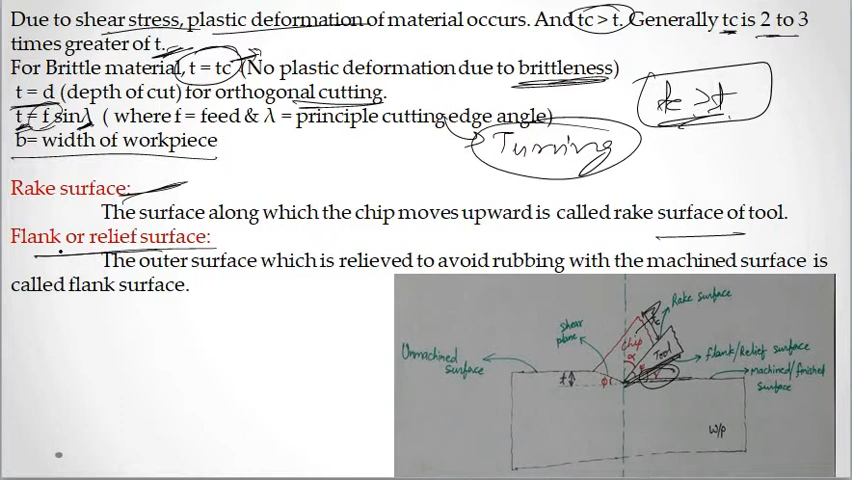 Due to shear stress, plastic deformation of material occurs. And tc > t. Generally tc is 2 to 3
times greater of t.
For Brittle material, t = tc (No plastic deformation due to brittleness)
t = d (depth of cut) for orthogonal cutting.
t = f sinλ ( where f = feed & λ = principle cutting edge angle)
tc > t
Turning
b= width of workpiece
Rake surface:
The surface along which the chip moves upward is called rake surface of tool.
Flank or relief surface:
The outer surface which is relieved to avoid rubbing with the machined surface is
called flank surface.
Rake surface
shear
plane
tc
chip
α
Tool
Flank/Relief surface
Unmachined
surface
machined/finished
surface
t
φ
γ
W/P